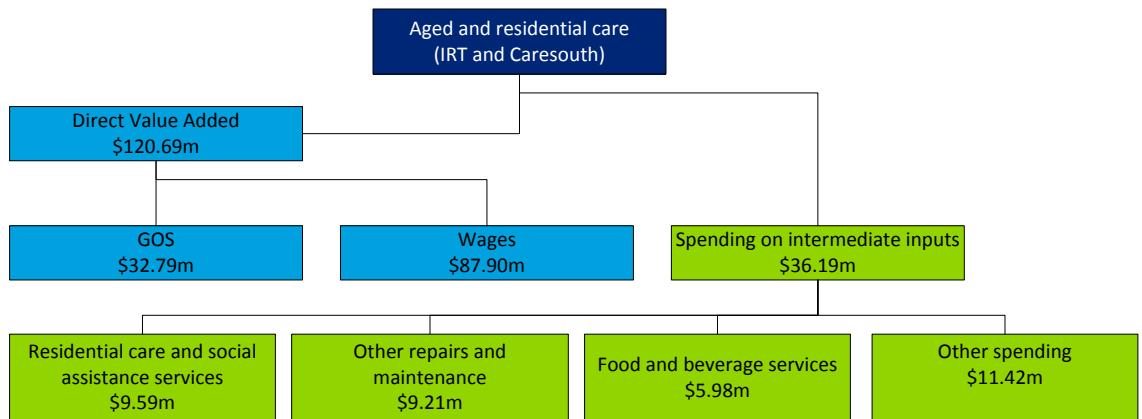 Aged and residential care
(IRT and Caresouth)
Direct Value Added
$120.69m
GOS
$32.79m
Wages
$87.90m
Spending on intermediate inputs
$36.19m
Residential care and social
assistance services
$9.59m
Other repairs and
maintenance
$9.21m
Food and beverage services
$5.98m
Other spending
$11.42m